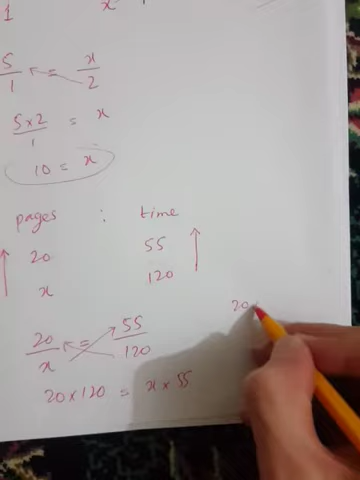 1 x
5/1 = x/2
5×2/1 = x
10 = x
pages : time
20 55
x 120
20/x = 55/120
20
20×120 = x×55